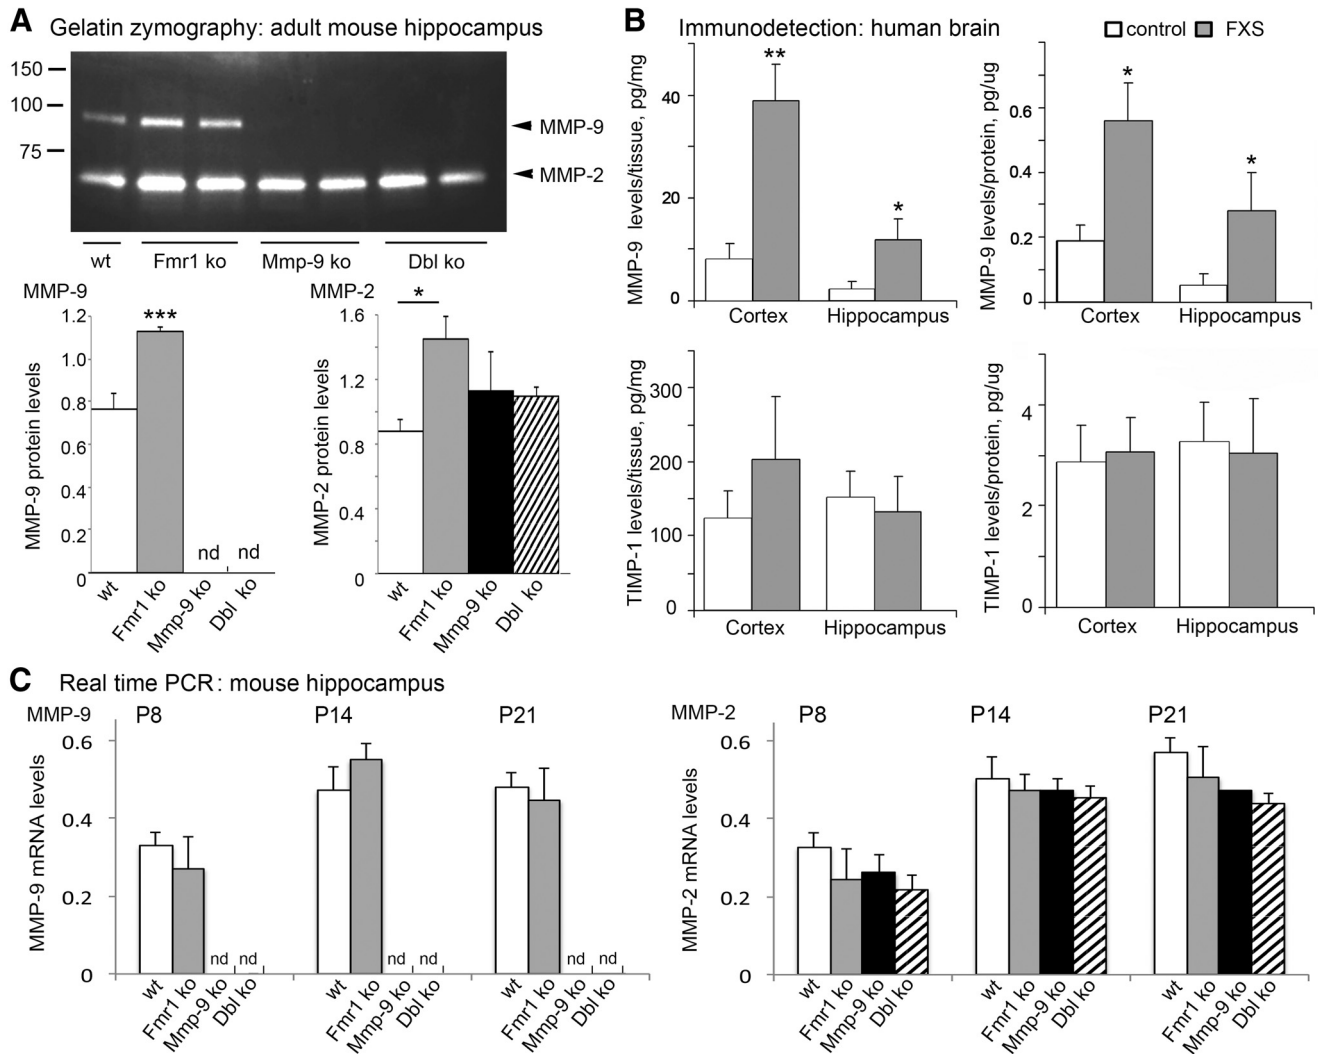 A Gelatin zymography: adult mouse hippocampus
150
100
75
MMP-9
MMP-2
wt Fmr1 ko Mmp-9 ko Dbl ko
MMP-9
MMP-9 protein levels
1.2
1.0
0.8
0.6
0.4
0.2
0
***
nd nd
wt
Fmr1 ko
Mmp-9 ko
Dbl ko
MMP-2
MMP-2 protein levels
1.6
1.2
0.8
0.4
0
*
wt
Fmr1 ko
Mmp-9 ko
Dbl ko
B Immunodetection: human brain
control FXS
MMP-9 levels/tissue, pg/mg
40
20
0
**
*
Cortex Hippocampus
MMP-9 levels/protein, pg/ug
0.6
0.4
0.2
0
*
*
Cortex Hippocampus
TIMP-1 levels/tissue, pg/mg
300
200
100
0
Cortex Hippocampus
TIMP-1 levels/protein, pg/ug
4
2
0
Cortex Hippocampus
C Real time PCR: mouse hippocampus
MMP-9 P8 P14 P21
MMP-9 mRNA levels
0.6
0.4
0.2
0
nd nd nd nd nd nd
wt
Fmr1 ko
Mmp-9 ko
Dbl ko
wt
Fmr1 ko
Mmp-9 ko
Dbl ko
wt
Fmr1 ko
Mmp-9 ko
Dbl ko
MMP-2 P8 P14 P21
MMP-2 mRNA levels
0.6
0.4
0.2
0
wt
Fmr1 ko
Mmp-9 ko
Dbl ko
wt
Fmr1 ko
Mmp-9 ko
Dbl ko
wt
Fmr1 ko
Mmp-9 ko
Dbl ko